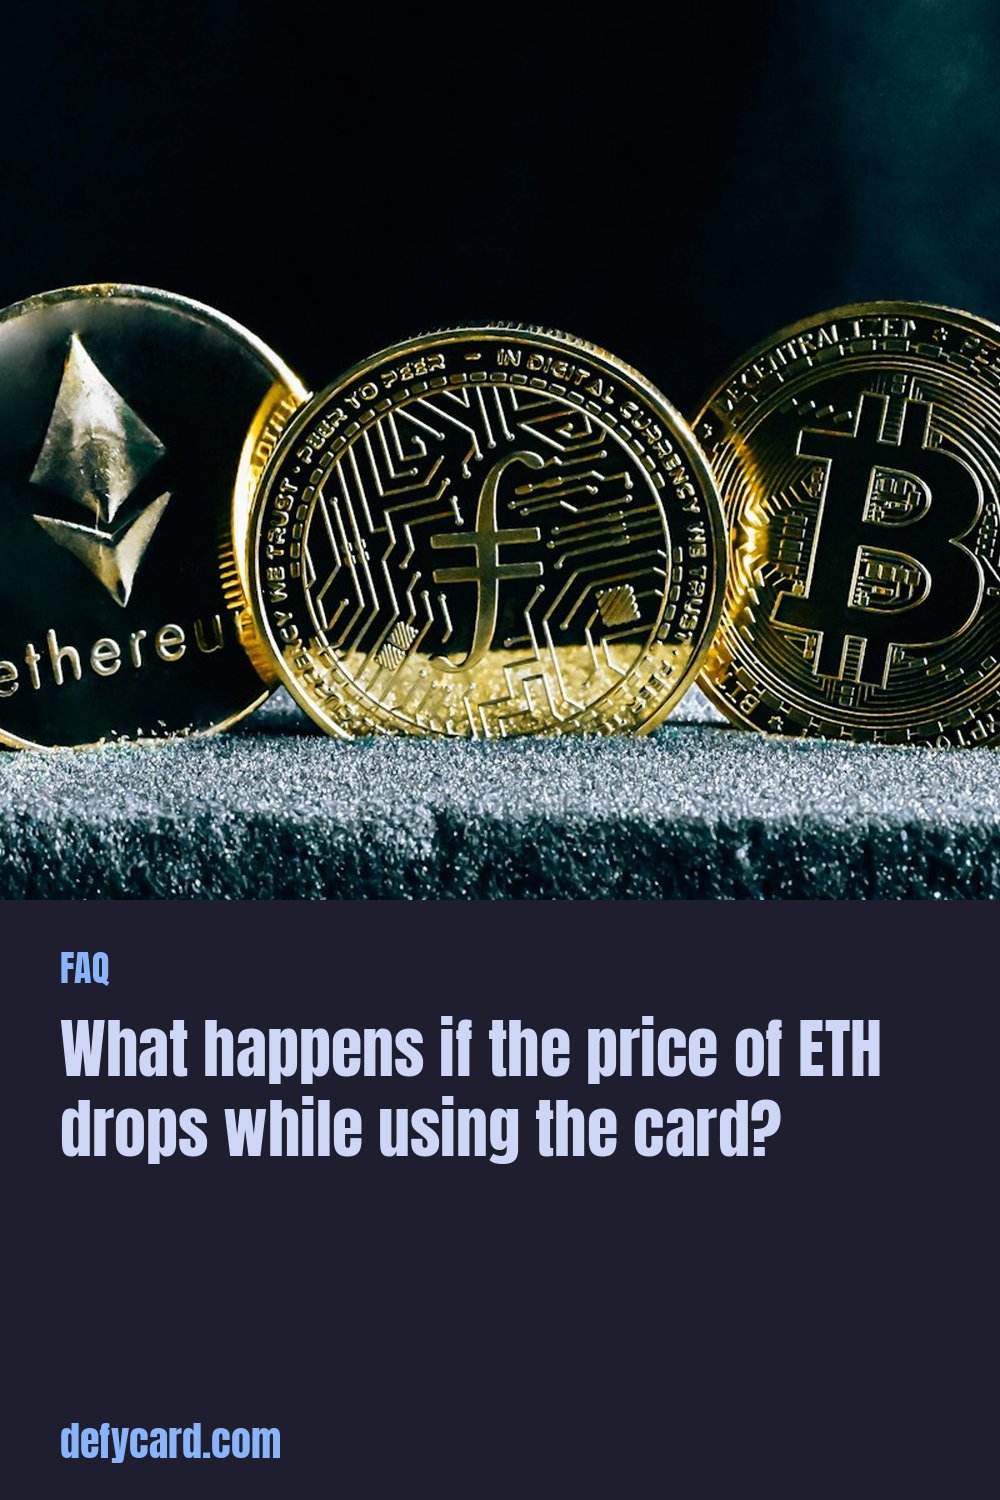 ethereu
PEER TO PEER – IN DIGITAL CURRENCY WE TRUST
DECENTRALIZED
FAQ
What happens if the price of ETH
drops while using the card?
defycard.com